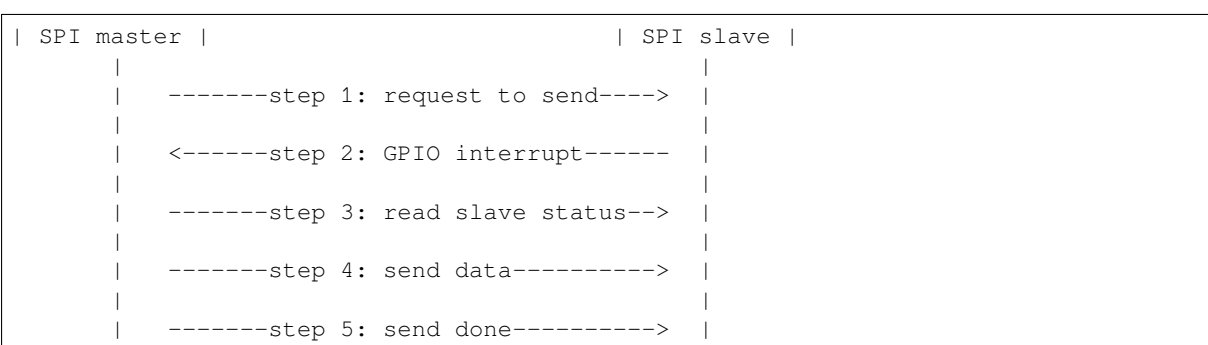 | SPI master |                                  | SPI slave |
       |                                              |
       |   -------step 1: request to send---->  |
       |                                              |
       |   <------step 2: GPIO interrupt------  |
       |                                              |
       |   -------step 3: read slave status-->  |
       |                                              |
       |   -------step 4: send data---------->  |
       |                                              |
       |   -------step 5: send done---------->  |